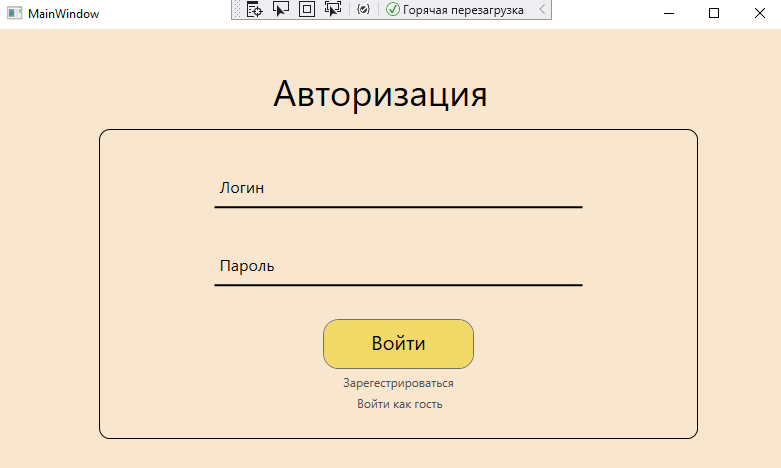 MainWindow
Горячая перезагрузка
Авторизация
Логин
Пароль
Войти
Зарегестрироваться
Войти как гость